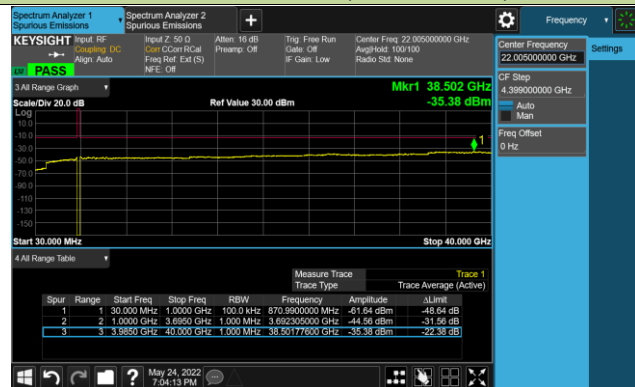 Spectrum Analyzer 1
Spurious Emissions
Spectrum Analyzer 2
Spurious Emissions
+
Frequency
KEYSIGHT
Input: RF
Coupling: DC
Align: Auto
Input Z: 50 Ω
Corr CCorr RCal
Freq Ref: Ext (S)
NFE: Off
Atten: 16 dB
Preamp: Off
Trig: Free Run
Gate: Off
IF Gain: Low
Center Freq: 22.005000000 GHz
Avg|Hold: 100/100
Radio Std: None
PASS
Center Frequency
22.005000000 GHz
Settings
CF Step
4.399000000 GHz
Auto
Man
Freq Offset
0 Hz
3 All Range Graph
Mkr1 38.502 GHz
Scale/Div 20.0 dB
Ref Value 30.00 dBm
-35.38 dBm
Log
10.0
-10.0
-30.0
-50.0
-70.0
-90.0
-110
-130
-150
1
Start 30.000 MHz
Stop 40.000 GHz
4 All Range Table
Measure Trace Trace 1
Trace Type Trace Average (Active)
Spur Range Start Freq Stop Freq RBW Frequency Amplitude ΔLimit
1 1 30.000 MHz 1.0000 GHz 100.0 kHz 870.9900000 MHz -61.64 dBm -48.64 dB
2 2 1.0000 GHz 3.6950 GHz 1.000 MHz 3.692305000 GHz -44.56 dBm -31.56 dB
3 3 3.9850 GHz 40.000 GHz 1.000 MHz 38.50177600 GHz -35.38 dBm -22.38 dB
?
May 24, 2022
7:04:13 PM